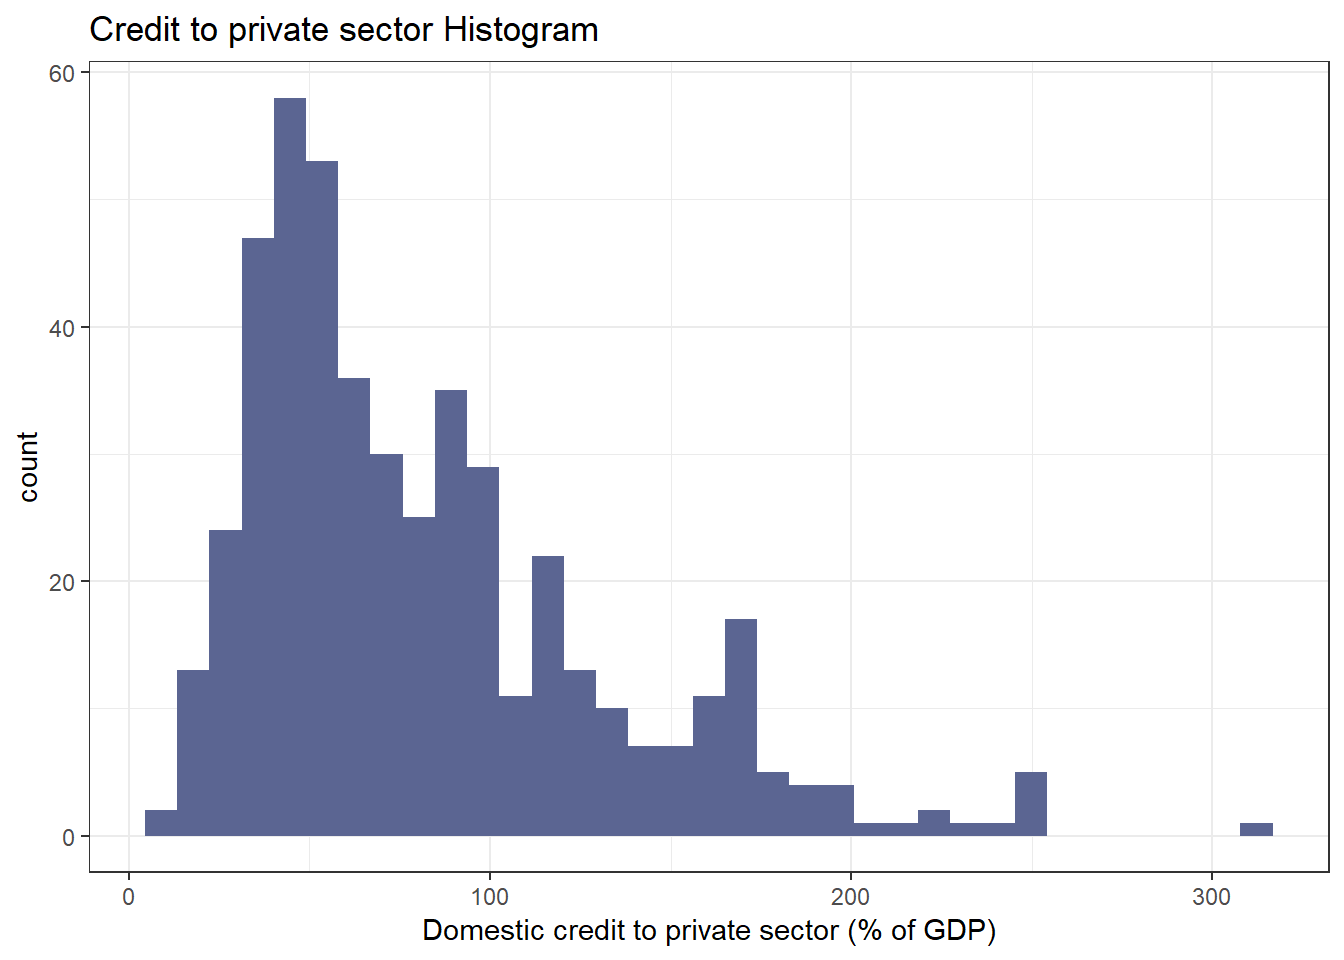 Credit to private sector Histogram
60
40
20
0
count
0 100 200 300
Domestic credit to private sector (% of GDP)